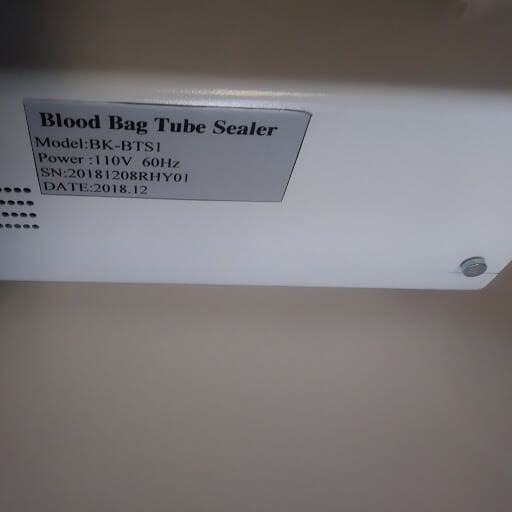 Blood Bag Tube Sealer
Model:BK-BTS1
Power :110V 60Hz
SN:20181208RHY01
DATE:2018.12